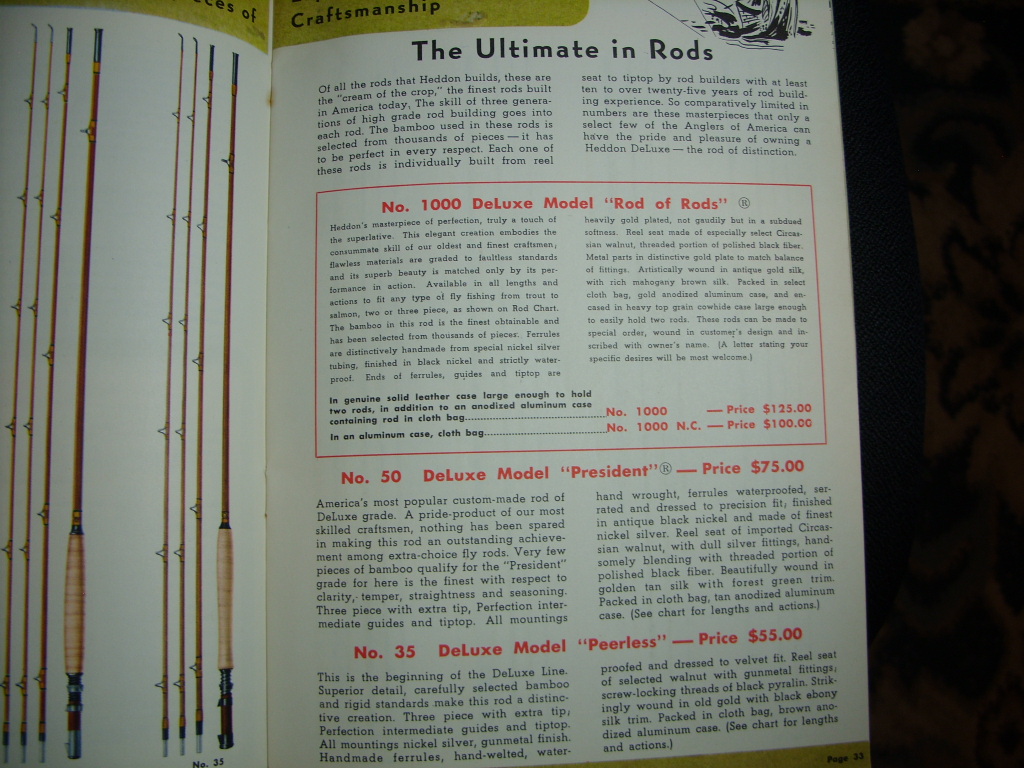 ces of
Craftsmanship
The Ultimate in Rods
Of all the rods that Heddon builds, these are
the "cream of the crop," the finest rods built
in America today, The skill of three genera-
tions of high grade rod building goes into
each rod. The bamboo used in these rods is
selected from thousands of pieces — it has
to be perfect in every respect. Each one of
these rods is individually built from reel
seat to tiptop by rod builders with at least
ten to over twenty-five years of rod build-
ing experience. So comparatively limited in
numbers are these masterpieces that only a
select few of the Anglers of America can
have the pride and pleasure of owning a
Heddon DeLuxe — the rod of distinction.
No. 1000 DeLuxe Model "Rod of Rods" ®
Heddon's masterpiece of perfection, truly a touch of
the superlative. This elegant creation embodies the
consummate skill of our oldest and finest craftsmen;
flawless materials are graded to faultless standards
and its superb beauty is matched only by its per-
formance in action. Available in all lengths and
actions to fit any type of fly fishing from trout to
salmon, two or three piece, as shown on Rod Chart.
The bamboo in this rod is the finest obtainable and
has been selected from thousands of pieces. Ferrules
are distinctively handmade from special nickel silver
tubing, finished in black nickel and strictly water-
proof. Ends of ferrules, guides and tiptop are
heavily gold plated, not gaudily but in a subdued
softness. Reel seat made of especially select Circas-
sian walnut, threaded portion of polished black fiber.
Metal parts in distinctive gold plate to match balance
of fittings. Artistically wound in antique gold silk,
with rich mahogany brown silk. Packed in select
cloth bag, gold anodized aluminum case, and en-
cased in heavy top grain cowhide case large enough
to easily hold two rods. These rods can be made to
special order, wound in customer's design and in-
scribed with owner's name. (A letter stating your
specific desires will be most welcome.)
In genuine solid leather case large enough to hold
two rods, in addition to an anodized aluminum case
containing rod in cloth bag.....No. 1000 — Price $125.00
In an aluminum case, cloth bag.....No. 1000 N.C. — Price $100.00
No. 50 DeLuxe Model "President"® — Price $75.00
America's most popular custom-made rod of
DeLuxe grade. A pride-product of our most
skilled craftsmen, nothing has been spared
in making this rod an outstanding achieve-
ment among extra-choice fly rods. Very few
pieces of bamboo qualify for the "President"
grade for here is the finest with respect to
clarity, temper, straightness and seasoning.
Three piece with extra tip, Perfection inter-
mediate guides and tiptop. All mountings
hand wrought, ferrules waterproofed, ser-
rated and dressed to precision fit; finished
in antique black nickel and made of finest
nickel silver. Reel seat of imported Circas-
sian walnut, with dull silver fittings, hand-
somely blending with threaded portion of
polished black fiber. Beautifully wound in
golden tan silk with forest green trim.
Packed in cloth bag, tan anodized aluminum
case. (See chart for lengths and actions.)
No. 35 DeLuxe Model "Peerless" — Price $55.00
This is the beginning of the DeLuxe Line.
Superior detail, carefully selected bamboo
and rigid standards make this rod a distinc-
tive creation. Three piece with extra tip;
Perfection intermediate guides and tiptop.
All mountings nickel silver, gunmetal finish.
Handmade ferrules, hand-welted, water-
proofed and dressed to velvet fit. Reel seat
of selected walnut with gunmetal fittings;
screw-locking threads of black pyralin. Strik-
ingly wound in old gold with black ebony
silk trim. Packed in cloth bag, brown ano-
dized aluminum case. (See chart for lengths
and actions.)
No. 35
Page 33